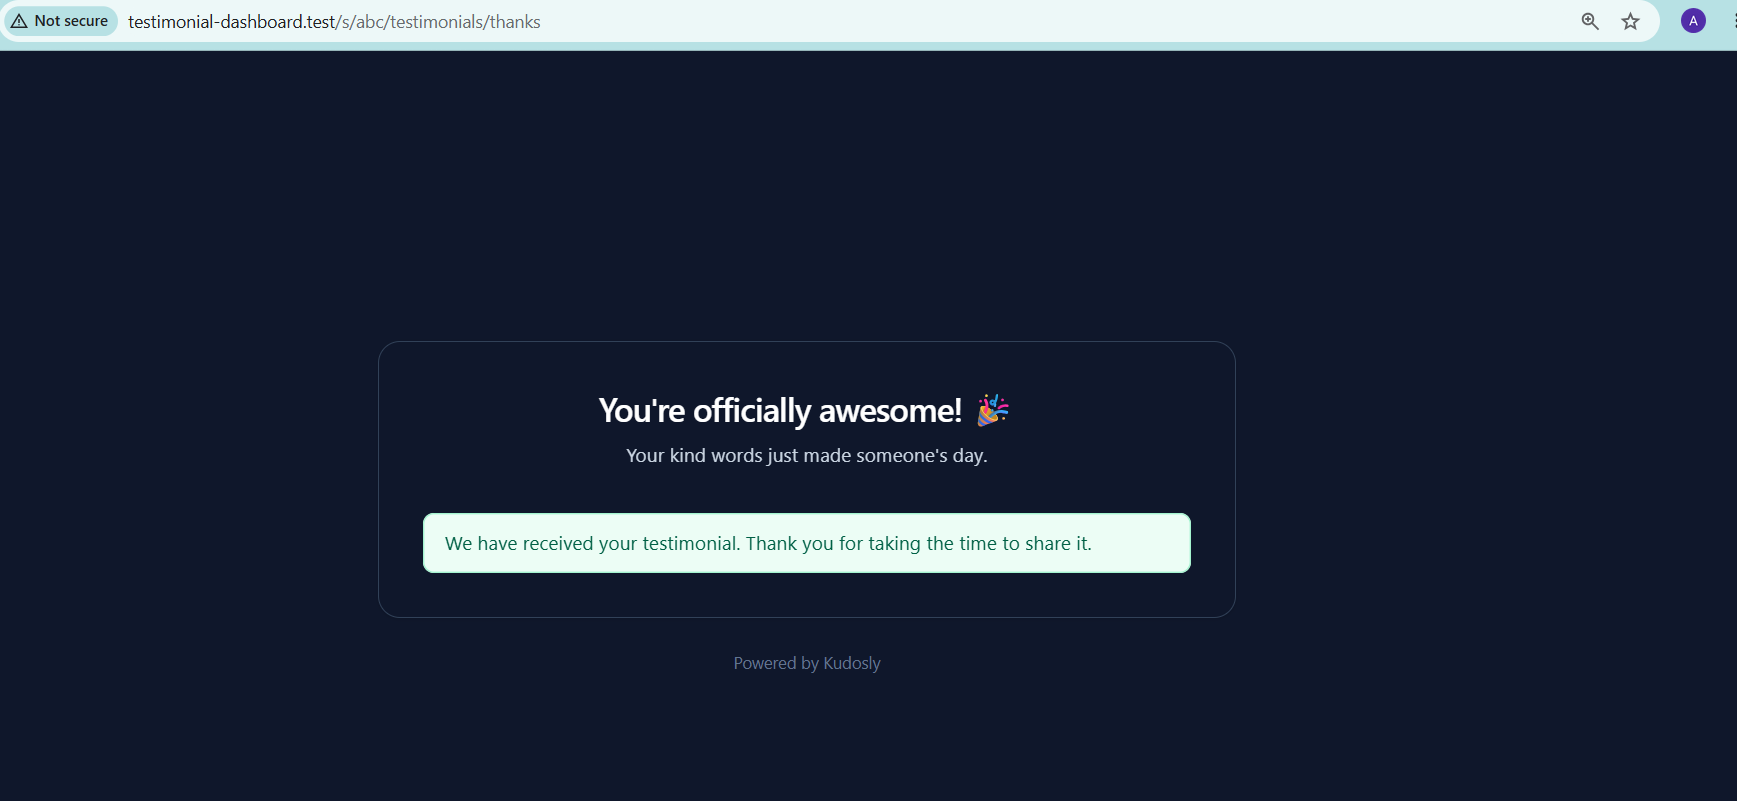 Not secure
testimonial-dashboard.test/s/abc/testimonials/thanks
A
You're officially awesome! 🎉
Your kind words just made someone's day.
We have received your testimonial. Thank you for taking the time to share it.
Powered by Kudosly